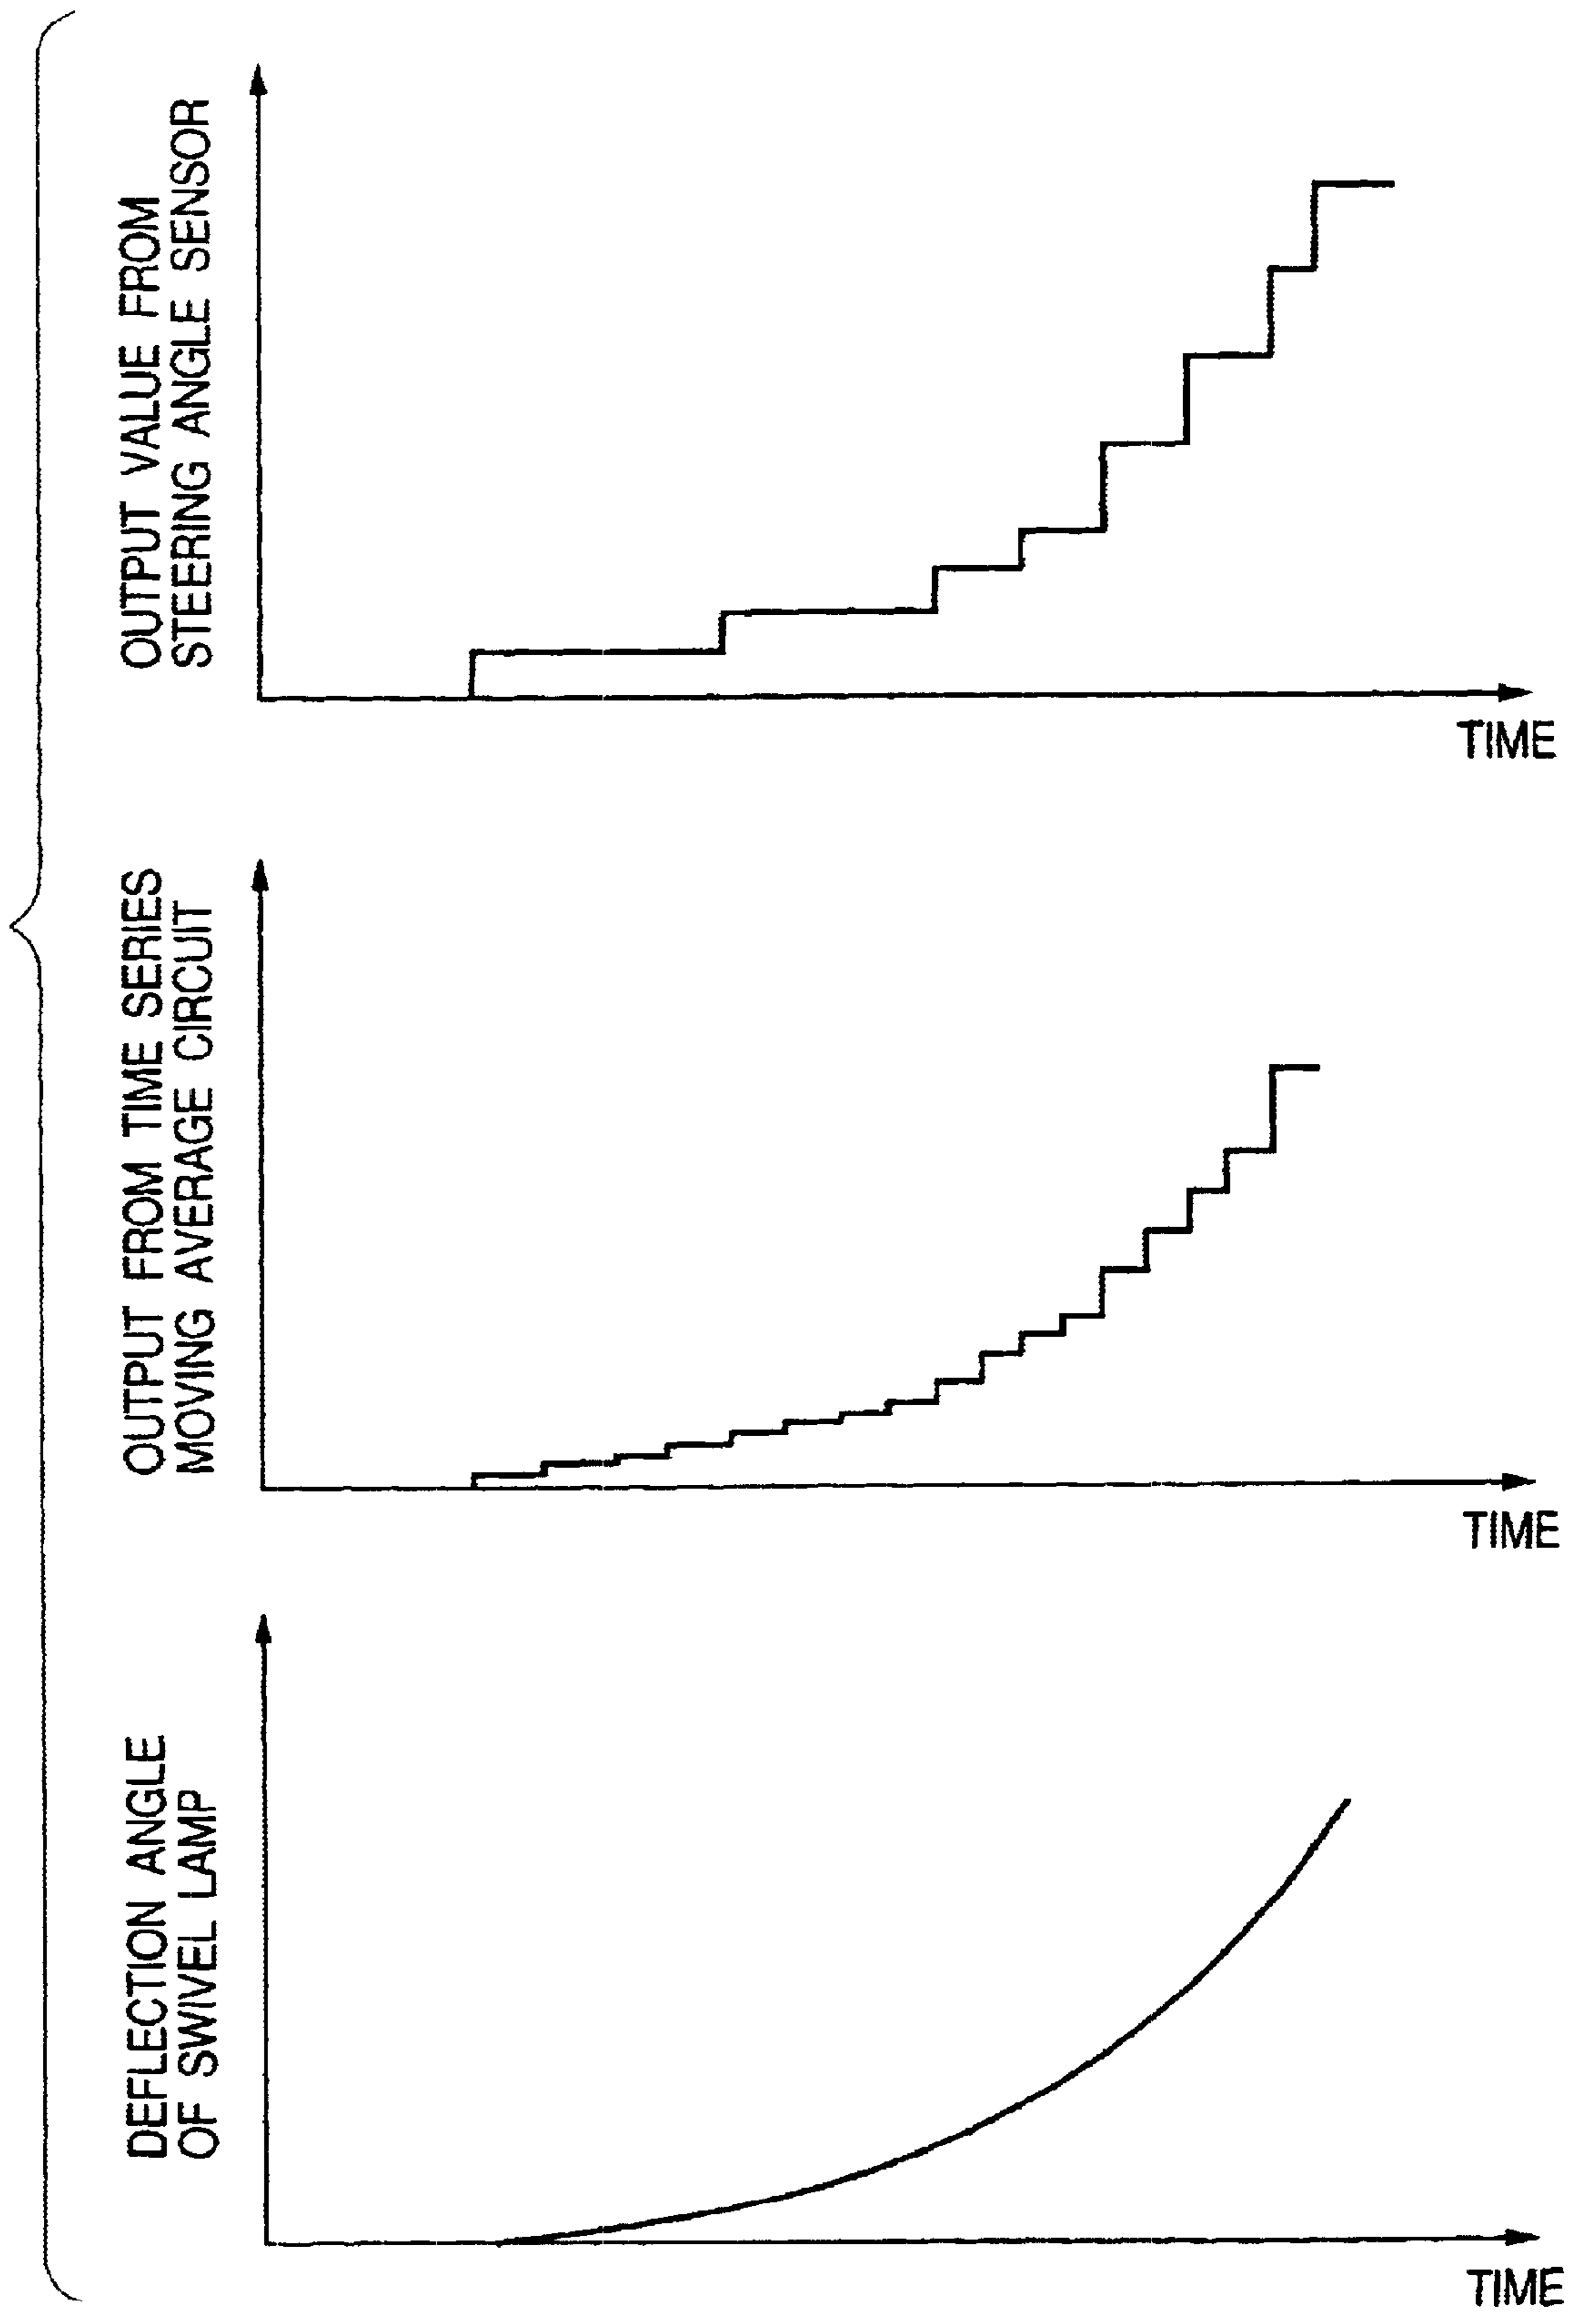 OUTPUT VALUE FROM
STEERING ANGLE SENSOR
TIME
OUTPUT FROM TIME SERIES
MOVING AVERAGE CIRCUIT
TIME
DEFLECTION ANGLE
OF SWIVEL LAMP
TIME